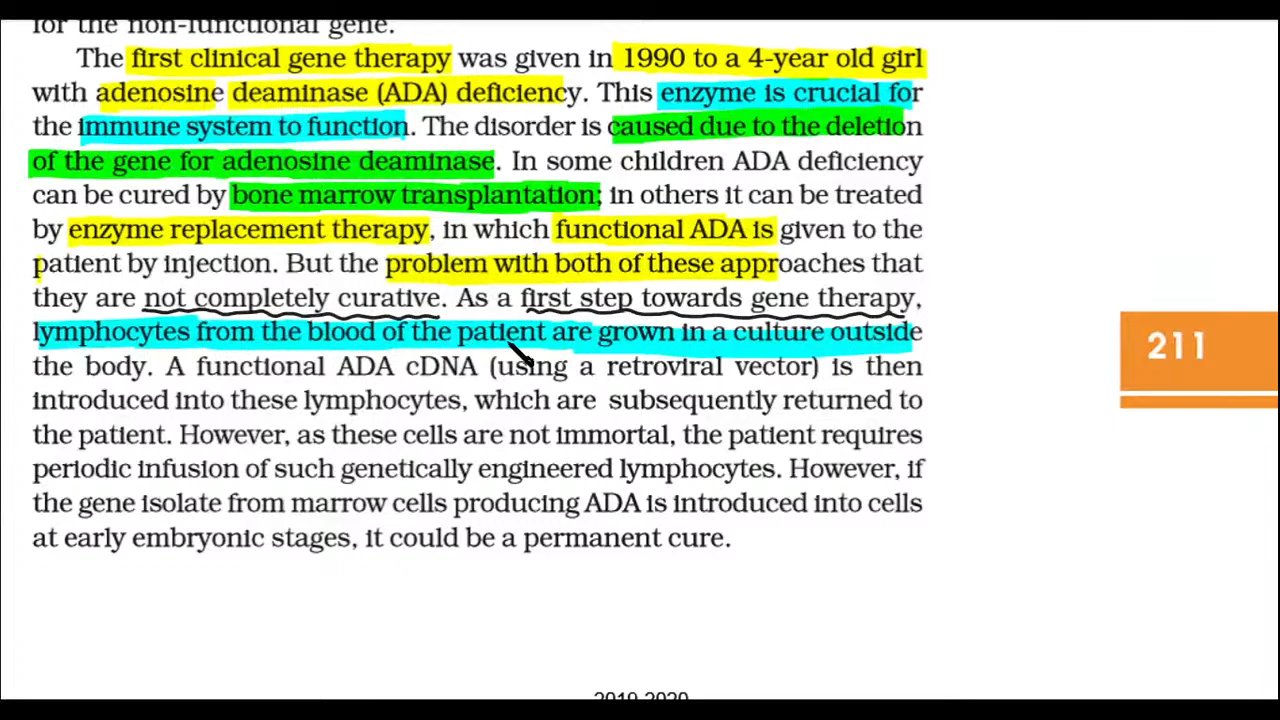 for the non-functional gene.
The first clinical gene therapy was given in 1990 to a 4-year old girl
with adenosine deaminase (ADA) deficiency. This enzyme is crucial for
the immune system to function. The disorder is caused due to the deletion
of the gene for adenosine deaminase. In some children ADA deficiency
can be cured by bone marrow transplantation; in others it can be treated
by enzyme replacement therapy, in which functional ADA is given to the
patient by injection. But the problem with both of these approaches that
they are not completely curative. As a first step towards gene therapy,
lymphocytes from the blood of the patient are grown in a culture outside
the body. A functional ADA cDNA (using a retroviral vector) is then
introduced into these lymphocytes, which are subsequently returned to
the patient. However, as these cells are not immortal, the patient requires
periodic infusion of such genetically engineered lymphocytes. However, if
the gene isolate from marrow cells producing ADA is introduced into cells
at early embryonic stages, it could be a permanent cure.
211
2019-2020